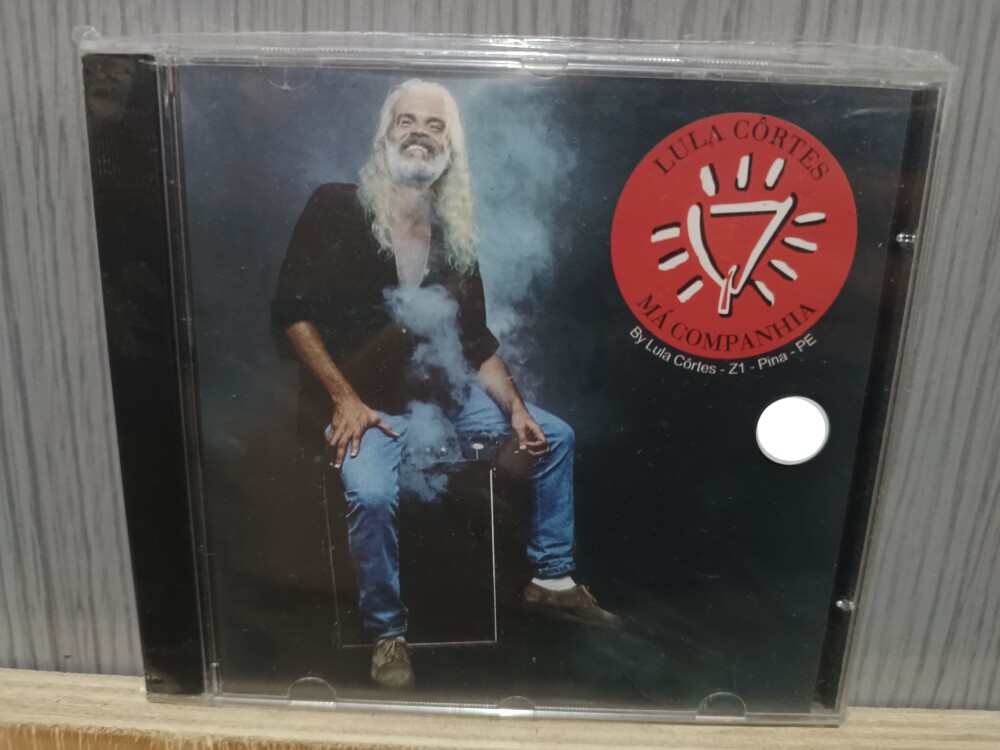 LULA CÔRTES
MÁ COMPANHIA
By Lula Côrtes - Z1 - Pina - PE